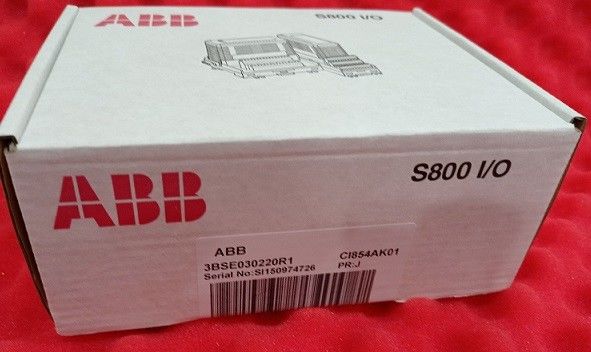 ABB
S800 I/O
ABB
S800 I/O
ABB
3BSE030220R1 CI854AK01
Serial No:SI150974726 PR:J